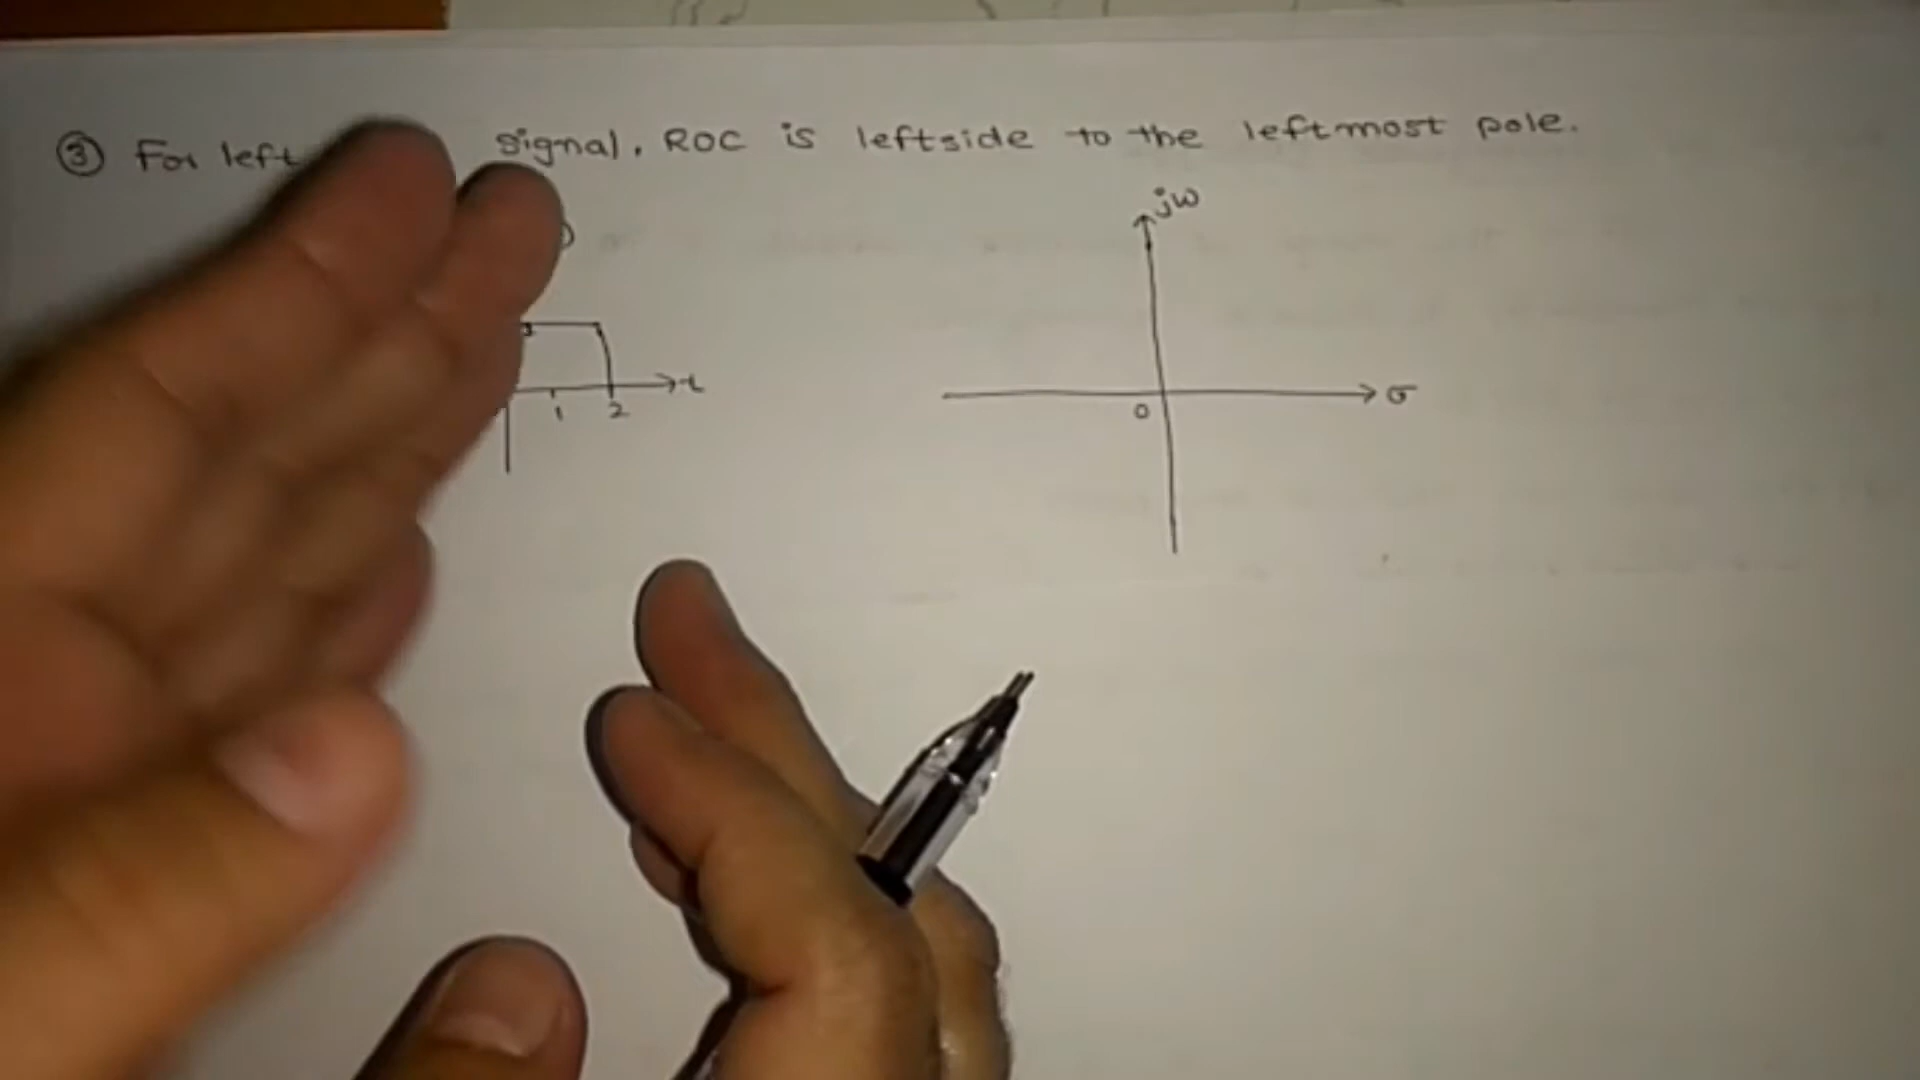 ③ For left signal, ROC is leftside to the leftmost pole.
jω
t
1 2
σ
0